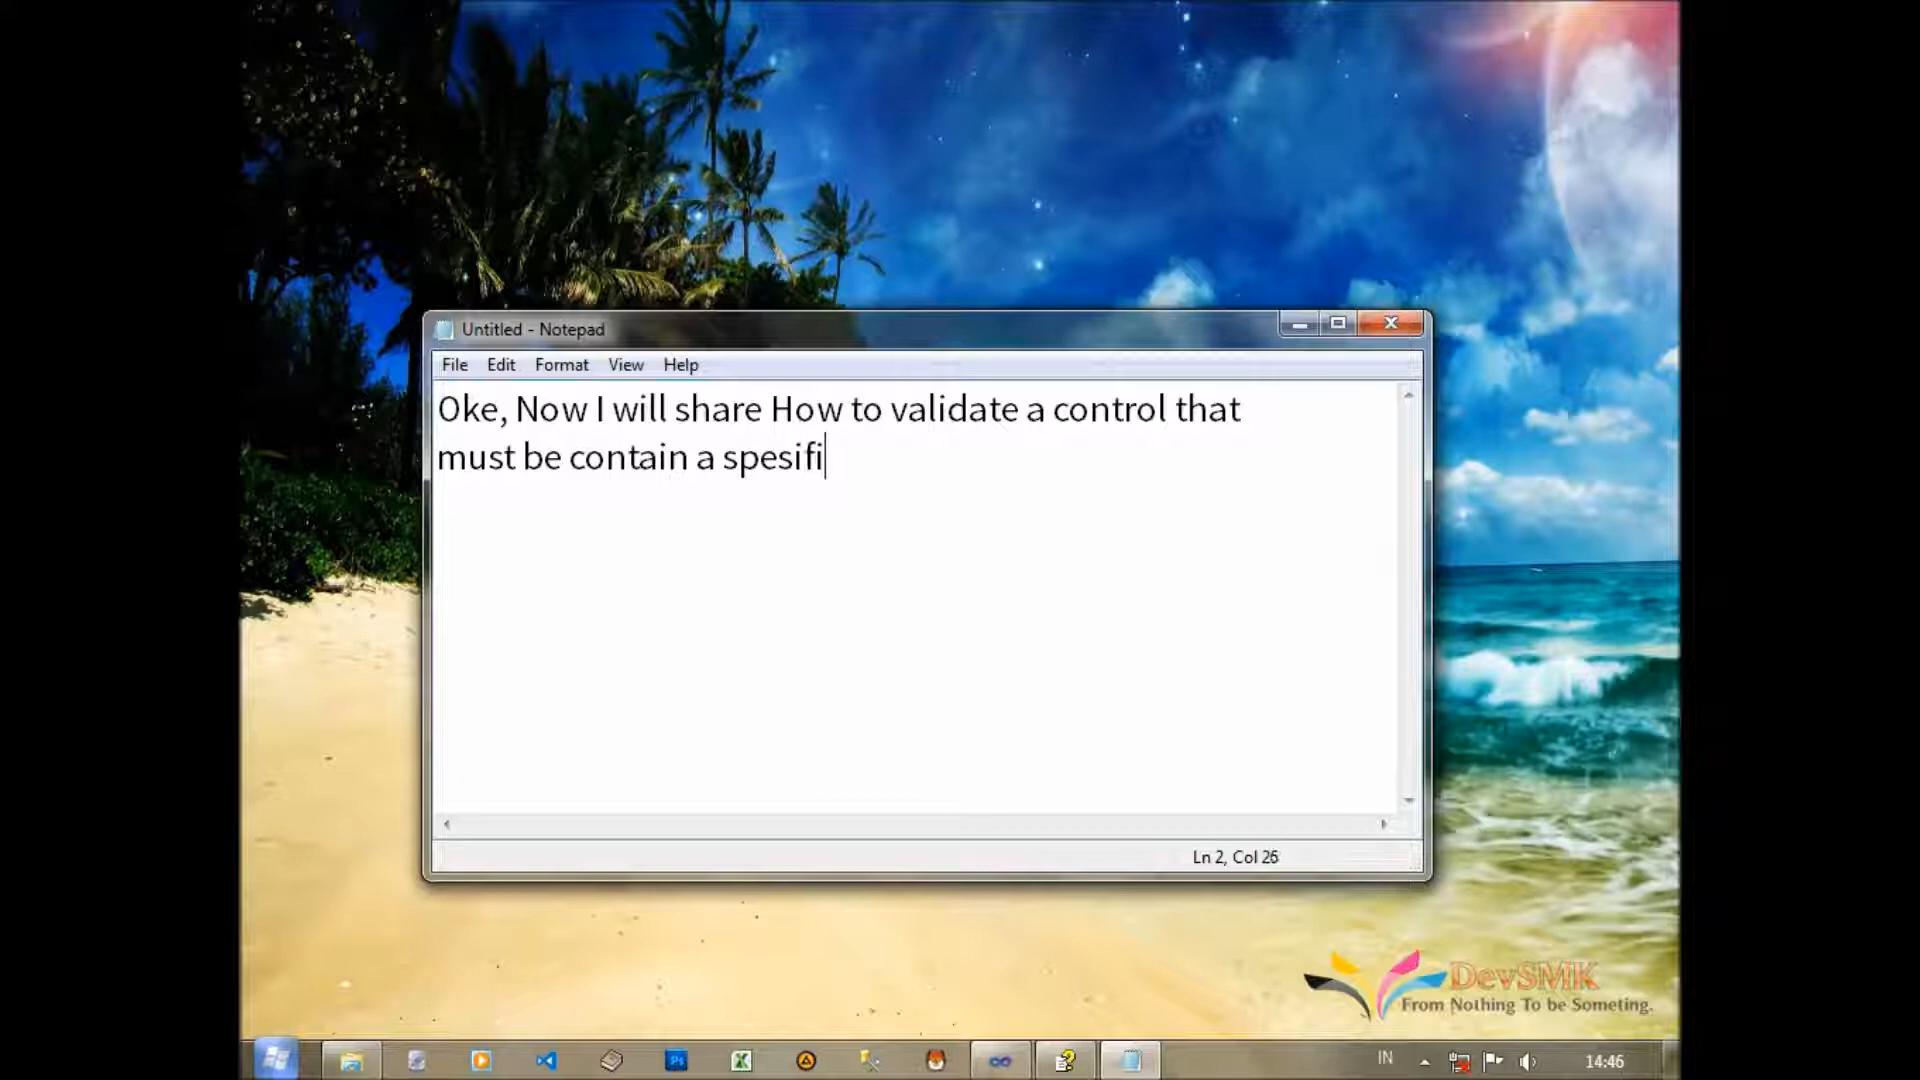 Untitled - Notepad
File Edit Format View Help
Oke, Now I will share How to validate a control that
must be contain a spesifi
Ln 2, Col 26
DevSMK
From Nothing To be Someting.
Ps
IN
14:46